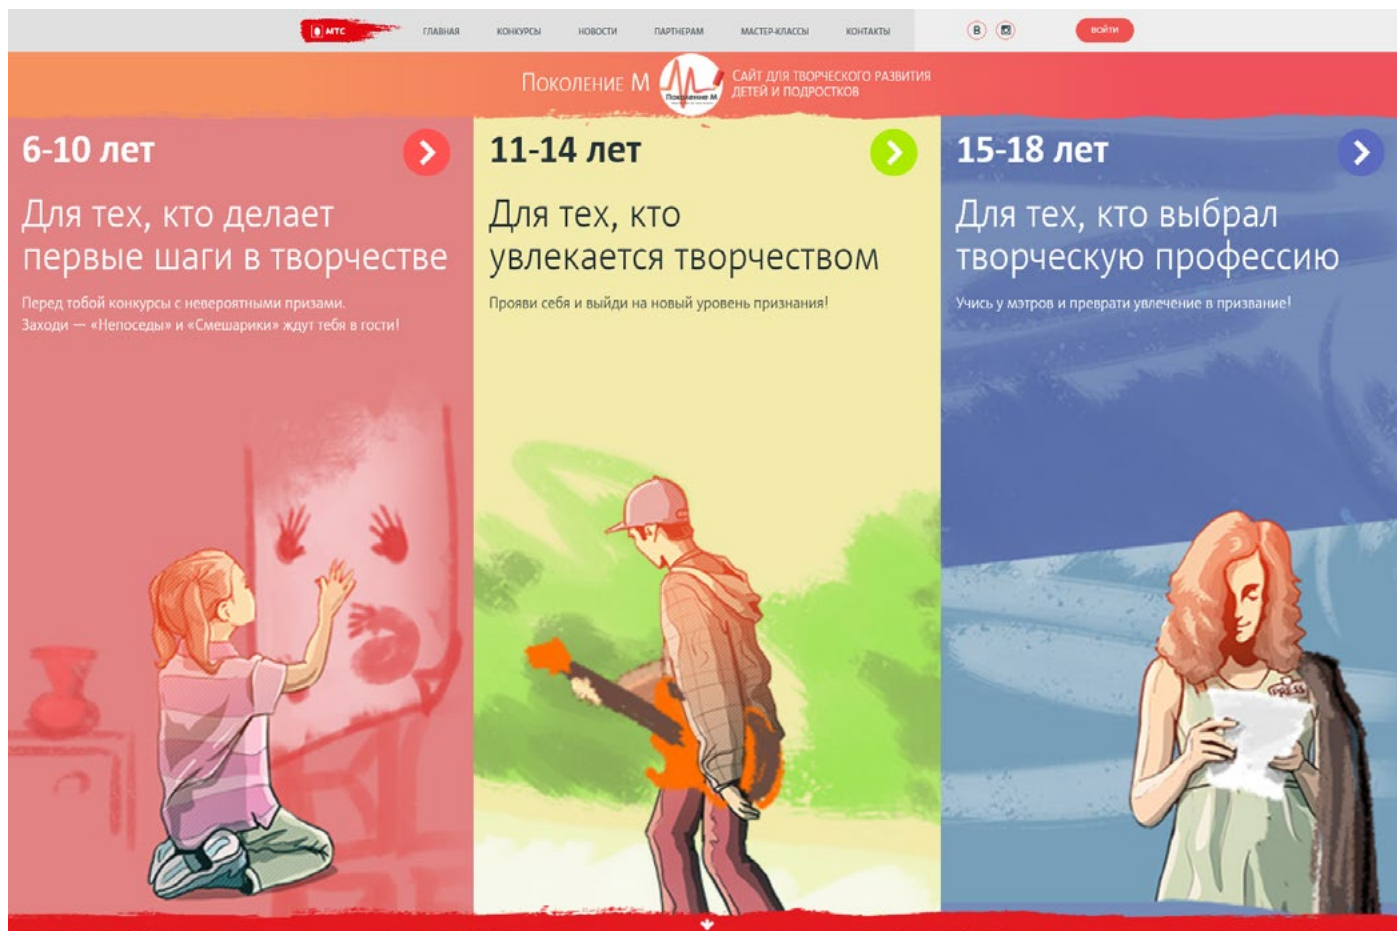 МТС
ГЛАВНАЯ
КОНКУРСЫ
НОВОСТИ
ПАРТНЕРАМ
МАСТЕР-КЛАССЫ
КОНТАКТЫ
В
ВОЙТИ
Поколение М
Поколение М
Сайт для творческого развития
детей и подростков
6-10 лет
Для тех, кто делает
первые шаги в творчестве
Перед тобой конкурсы с невероятными призами.
Заходи — «Непоседы» и «Смешарики» ждут тебя в гости!
11-14 лет
Для тех, кто
увлекается творчеством
Прояви себя и выйди на новый уровень признания!
15-18 лет
Для тех, кто выбрал
творческую профессию
Учись у мэтров и преврати увлечение в призвание!
PRESS